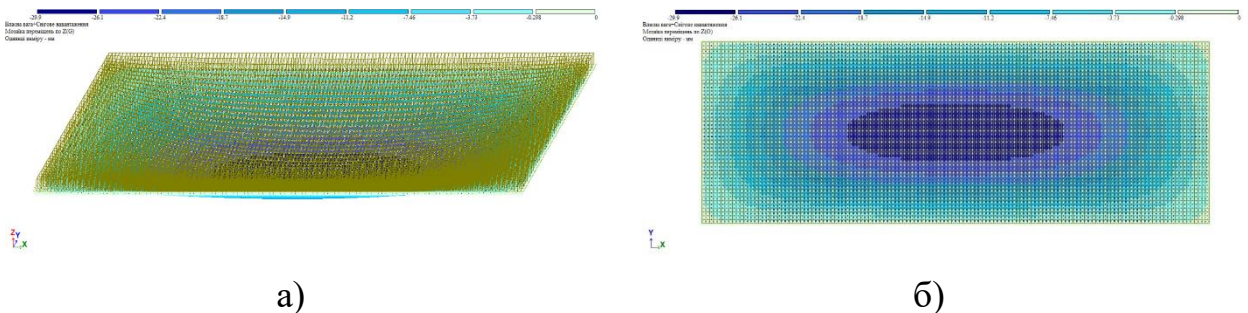 -29.9 -26.1 -22.4 -18.7 -14.9 -11.2 -7.46 -3.73 -0.298 0
Власна вага+Снігове навантаження
Мозаїка переміщень по Z(G)
Одиниці виміру - мм
Z
Y
X
а)
-29.9 -26.1 -22.4 -18.7 -14.9 -11.2 -7.46 -3.73 -0.298 0
Власна вага+Снігове навантаження
Мозаїка переміщень по Z(G)
Одиниці виміру - мм
Y
X
б)